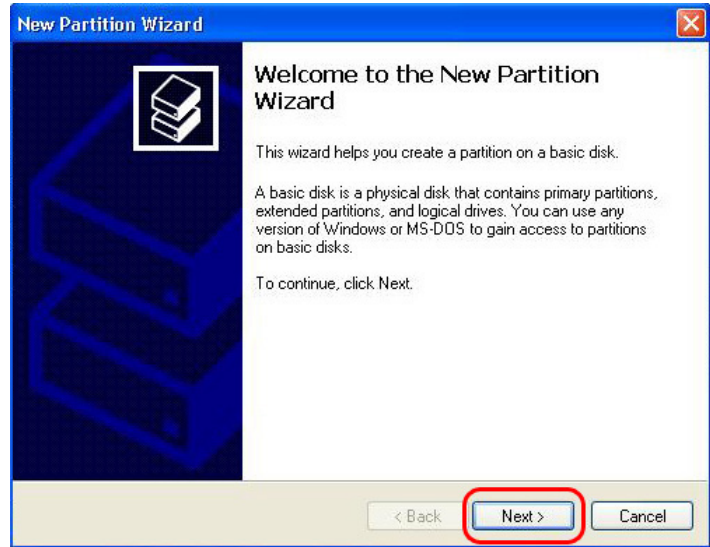 New Partition Wizard
Welcome to the New Partition
Wizard
This wizard helps you create a partition on a basic disk.
A basic disk is a physical disk that contains primary partitions,
extended partitions, and logical drives. You can use any
version of Windows or MS-DOS to gain access to partitions
on basic disks.
To continue, click Next.
< Back
Next >
Cancel